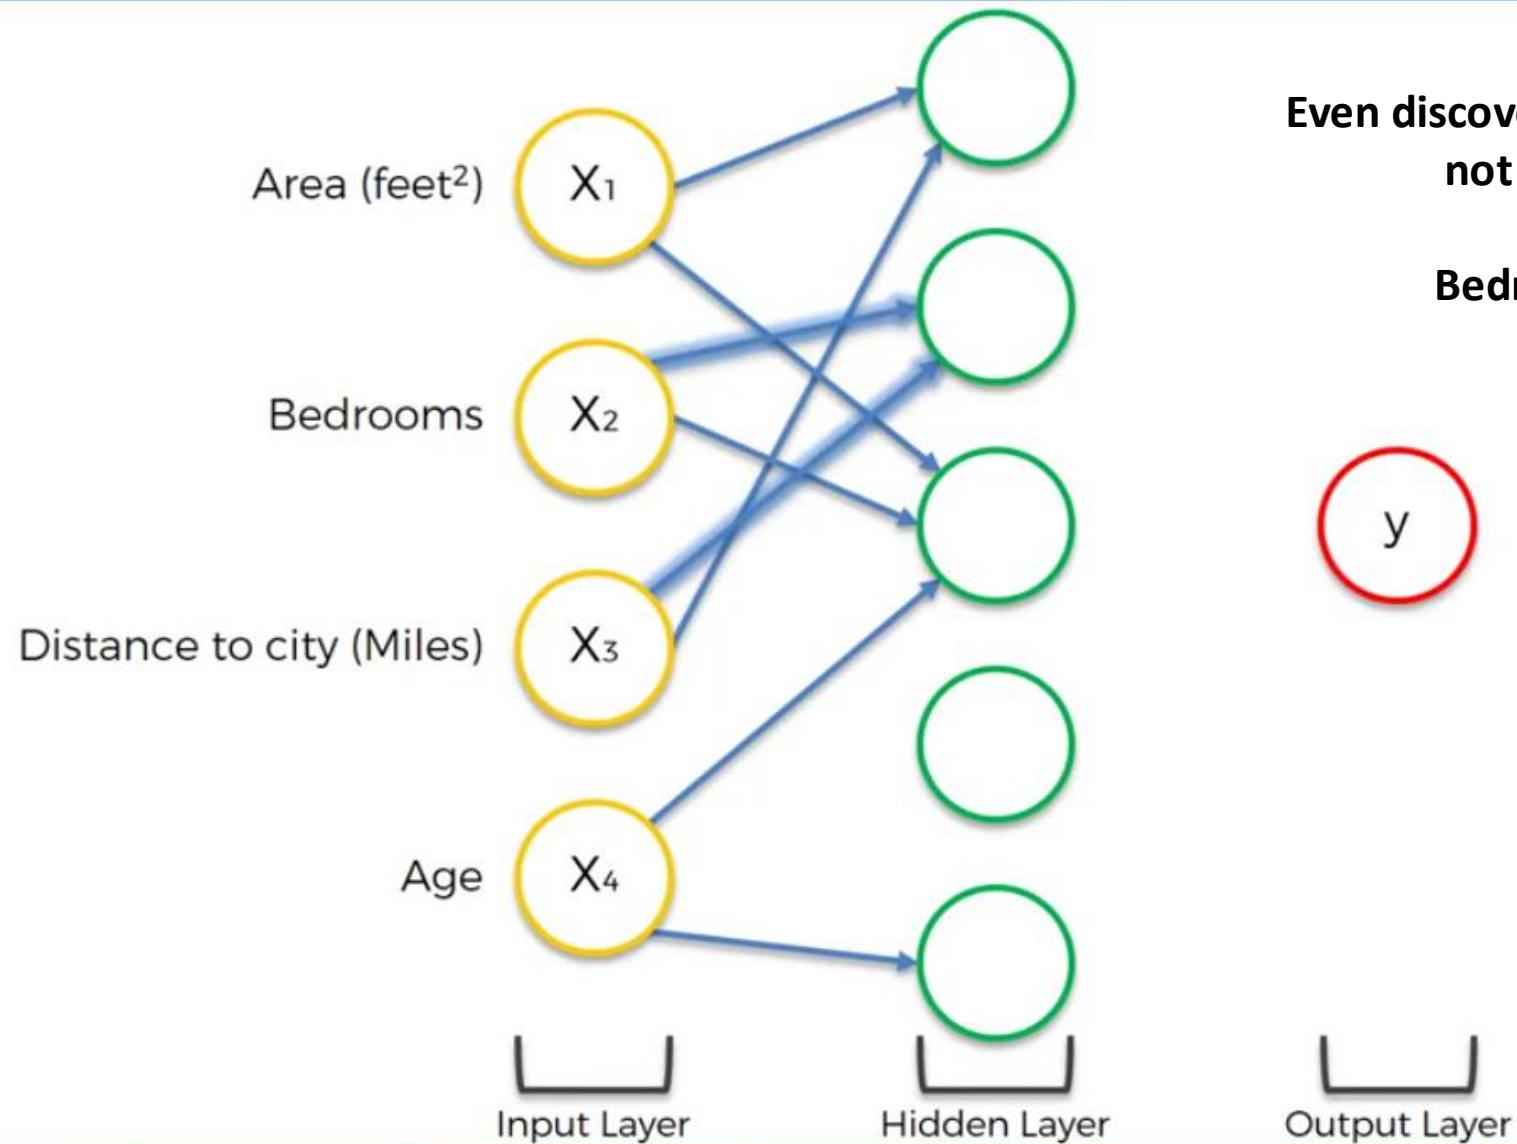 Even discov
not
Area (feet²)
X₁
Bedr
Bedrooms
X₂
y
Distance to city (Miles)
X₃
Age
X₄
Input Layer
Hidden Layer
Output Layer